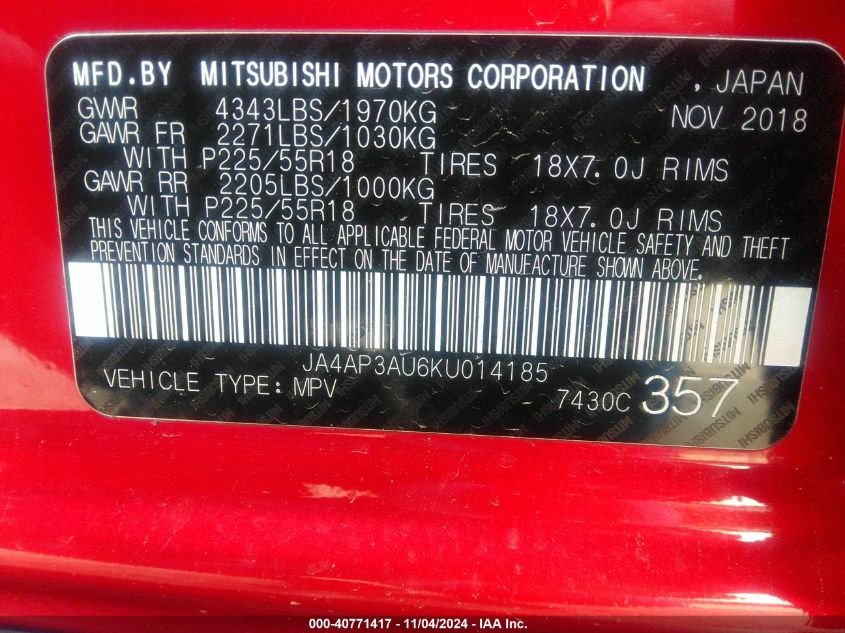 MFD.BY MITSUBISHI MOTORS CORPORATION , JAPAN
GVWR 4343LBS/1970KG NOV 2018
GAWR FR 2271LBS/1030KG
WITH P225/55R18 TIRES 18X7.0J RIMS
GAWR RR 2205LBS/1000KG
WITH P225/55R18 TIRES 18X7.0J RIMS
THIS VEHICLE CONFORMS TO ALL APPLICABLE FEDERAL MOTOR VEHICLE SAFETY AND THEFT
PREVENTION STANDARDS IN EFFECT ON THE DATE OF MANUFACTURE SHOWN ABOVE.
JA4AP3AU6KU014185
VEHICLE TYPE: MPV 7430C 357
000-40771417 - 11/04/2024 - IAA Inc.